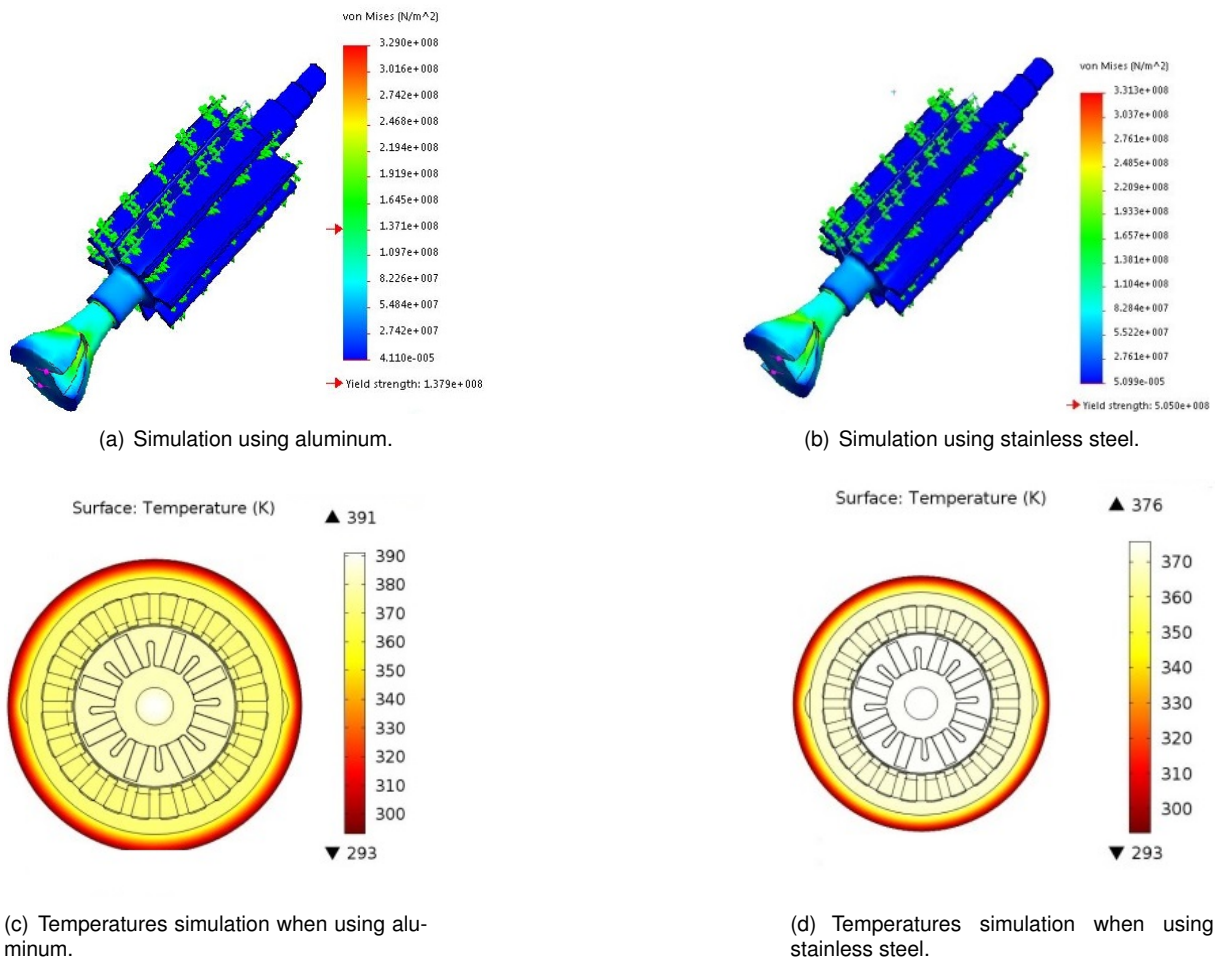 von Mises (N/m^2)
3.290e+008
3.016e+008
2.742e+008
2.468e+008
2.194e+008
1.919e+008
1.645e+008
1.371e+008
1.097e+008
8.226e+007
5.484e+007
2.742e+007
4.110e-005
Yield strength: 1.379e+008
(a) Simulation using aluminum.
von Mises (N/m^2)
3.313e+008
3.037e+008
2.761e+008
2.485e+008
2.209e+008
1.933e+008
1.657e+008
1.381e+008
1.104e+008
8.284e+007
5.522e+007
2.761e+007
5.099e-005
Yield strength: 5.050e+008
(b) Simulation using stainless steel.
Surface: Temperature (K)
▲ 391
390
380
370
360
350
340
330
320
310
300
▼ 293
(c) Temperatures simulation when using alu-
minum.
Surface: Temperature (K)
▲ 376
370
360
350
340
330
320
310
300
▼ 293
(d) Temperatures simulation when using
stainless steel.